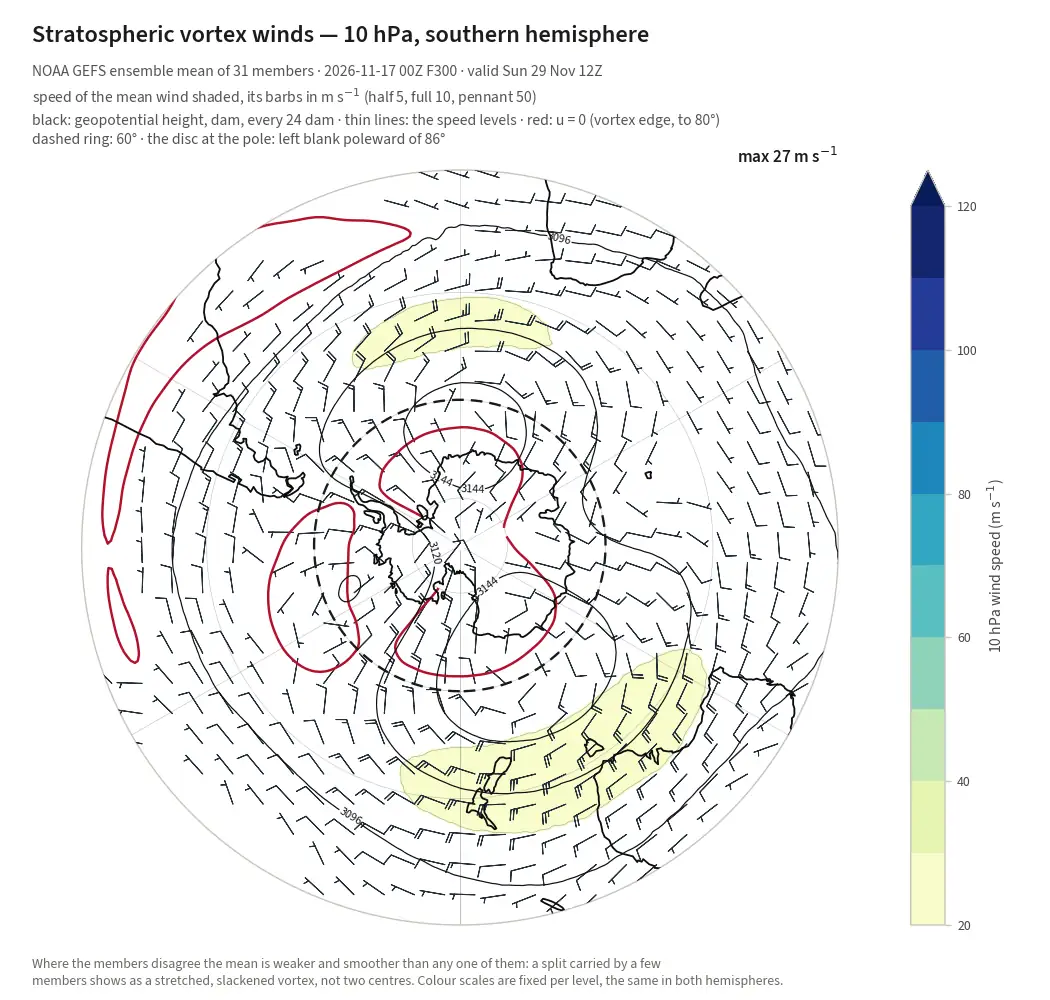 Stratospheric vortex winds — 10 hPa, southern hemisphere
NOAA GEFS ensemble mean of 31 members · 2026-11-17 00Z F300 · valid Sun 29 Nov 12Z
speed of the mean wind shaded, its barbs in m s⁻¹ (half 5, full 10, pennant 50)
black: geopotential height, dam, every 24 dam · thin lines: the speed levels · red: u = 0 (vortex edge, to 80°)
dashed ring: 60° · the disc at the pole: left blank poleward of 86°
max 27 m s⁻¹
3096
3144
3144
3120
3144
3096
120
100
80
60
40
20
10 hPa wind speed (m s⁻¹)
Where the members disagree the mean is weaker and smoother than any one of them: a split carried by a few
members shows as a stretched, slackened vortex, not two centres. Colour scales are fixed per level, the same in both hemispheres.